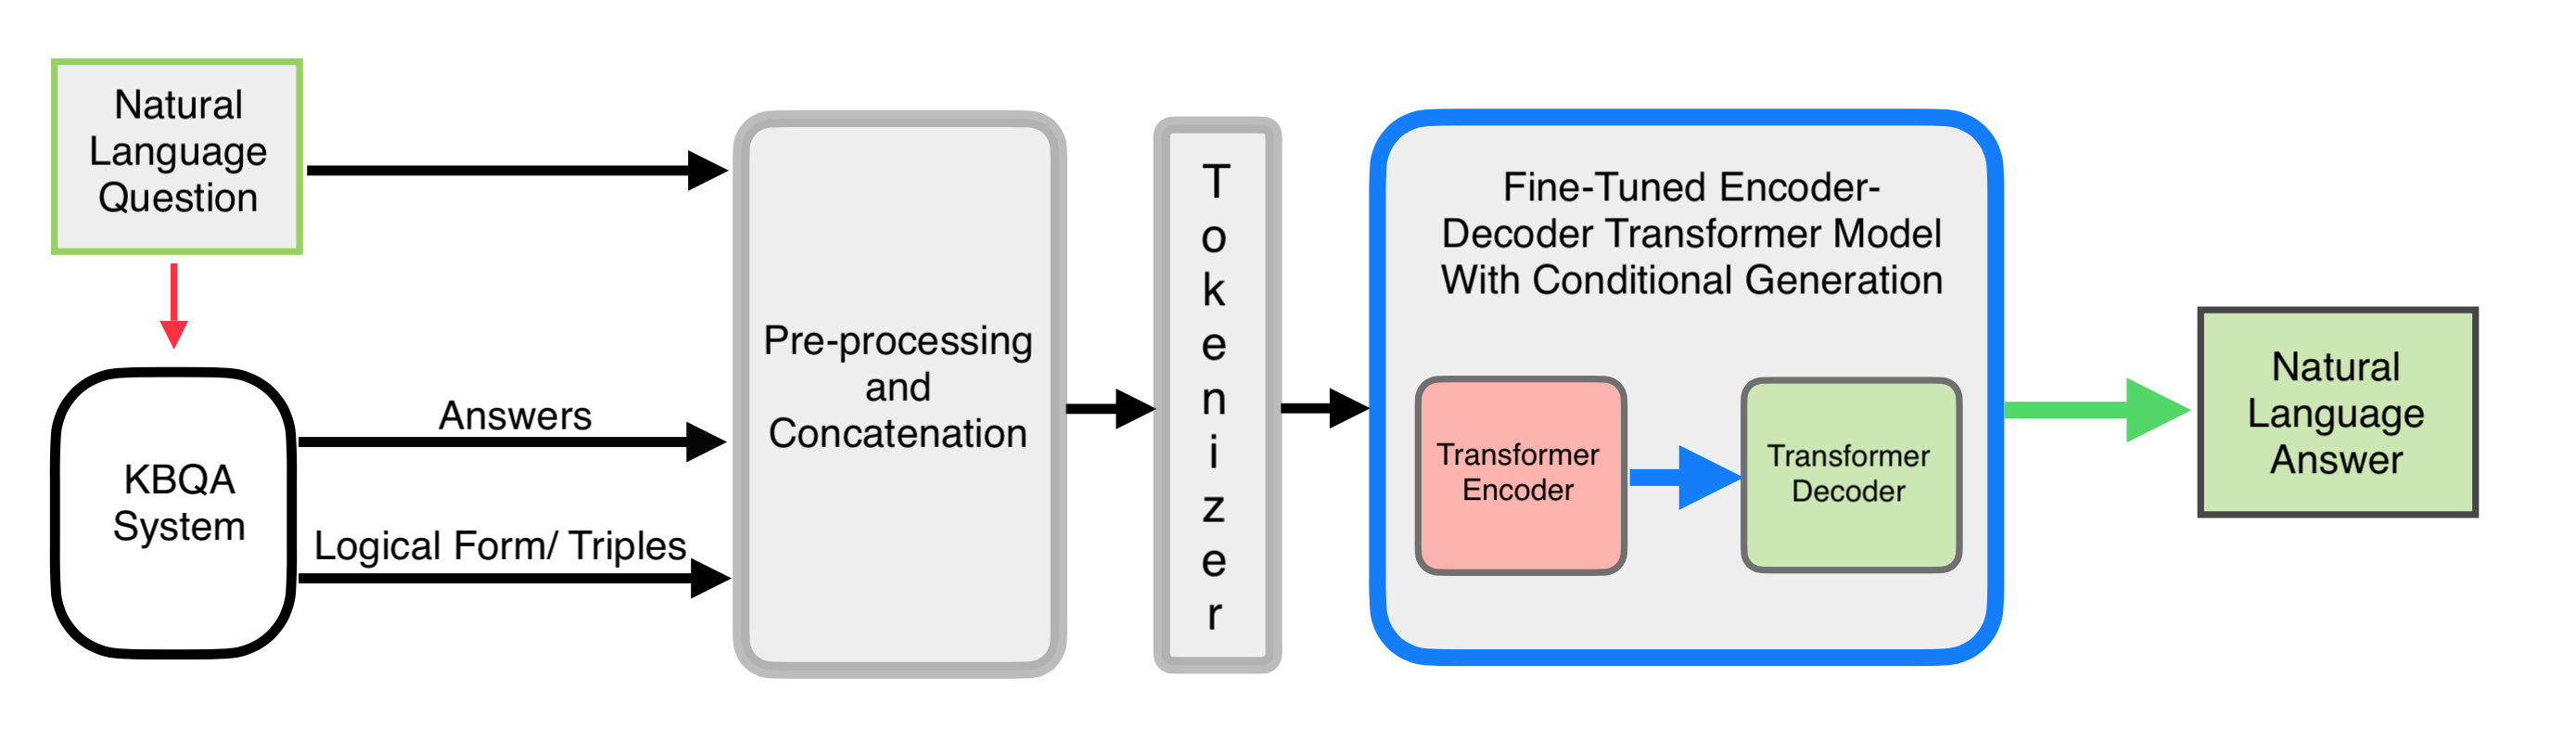 Natural
Language
Question
KBQA
System
Answers
Logical Form/ Triples
Pre-processing
and
Concatenation
Tokenizer
Fine-Tuned Encoder-
Decoder Transformer Model
With Conditional Generation
Transformer
Encoder
Transformer
Decoder
Natural
Language
Answer